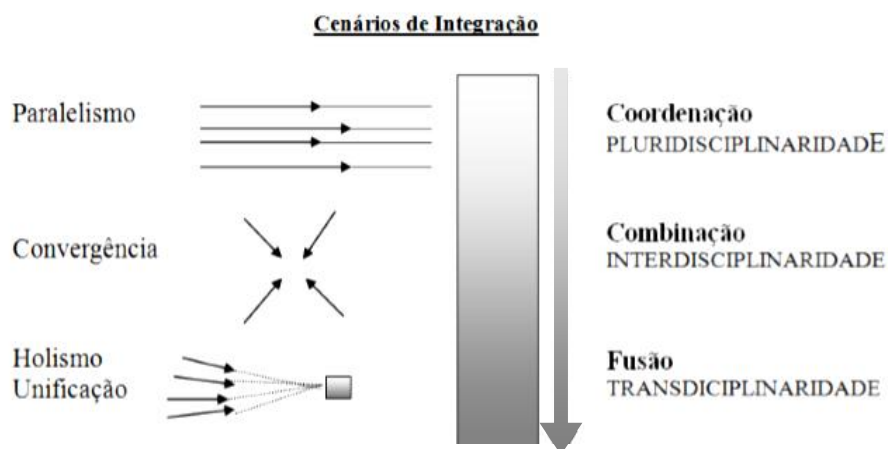 Cenários de Integração
Paralelismo
Coordenação
PLURIDISCIPLINARIDADE
Convergência
Combinação
INTERDISCIPLINARIDADE
Holismo
Unificação
Fusão
TRANSDICIPLINARIDADE